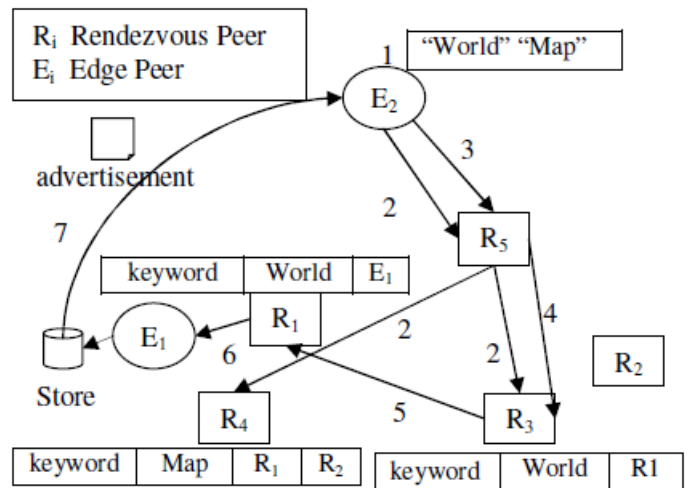 Ri Rendezvous Peer
Ei Edge Peer
1
“World” “Map”
E2
advertisement
3
2
7
R5
keyword World E1
R1
E1
6
2
2
4
R2
Store
R4
5
R3
keyword Map R1 R2
keyword World R1